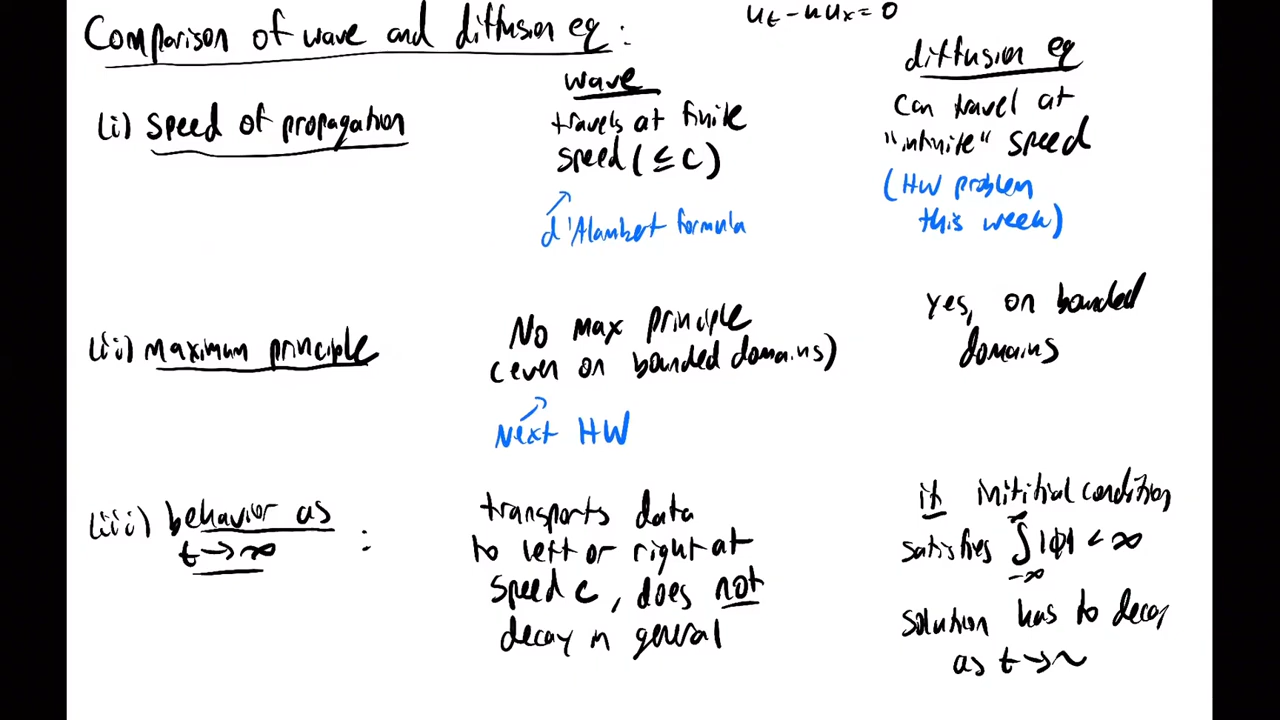 u_t - u u_x = 0
Comparison of wave and diffusion eq :
wave
diffusion eq
(i) speed of propagation
travels at finite
speed ( ≤ c )
d'Alambert formula
can travel at
"infinite" speed
(HW problem
this week)
(ii) maximum principle
No max principle
(even on bounded domains)
Next HW
yes, on bounded
domains
(iii) behavior as
t → ∞ :
transports data
to left or right at
speed c, does not
decay in general
if initial condition
satisfies ∫_{-∞}^{∞} |φ| < ∞
solution has to decay
as t → ∞